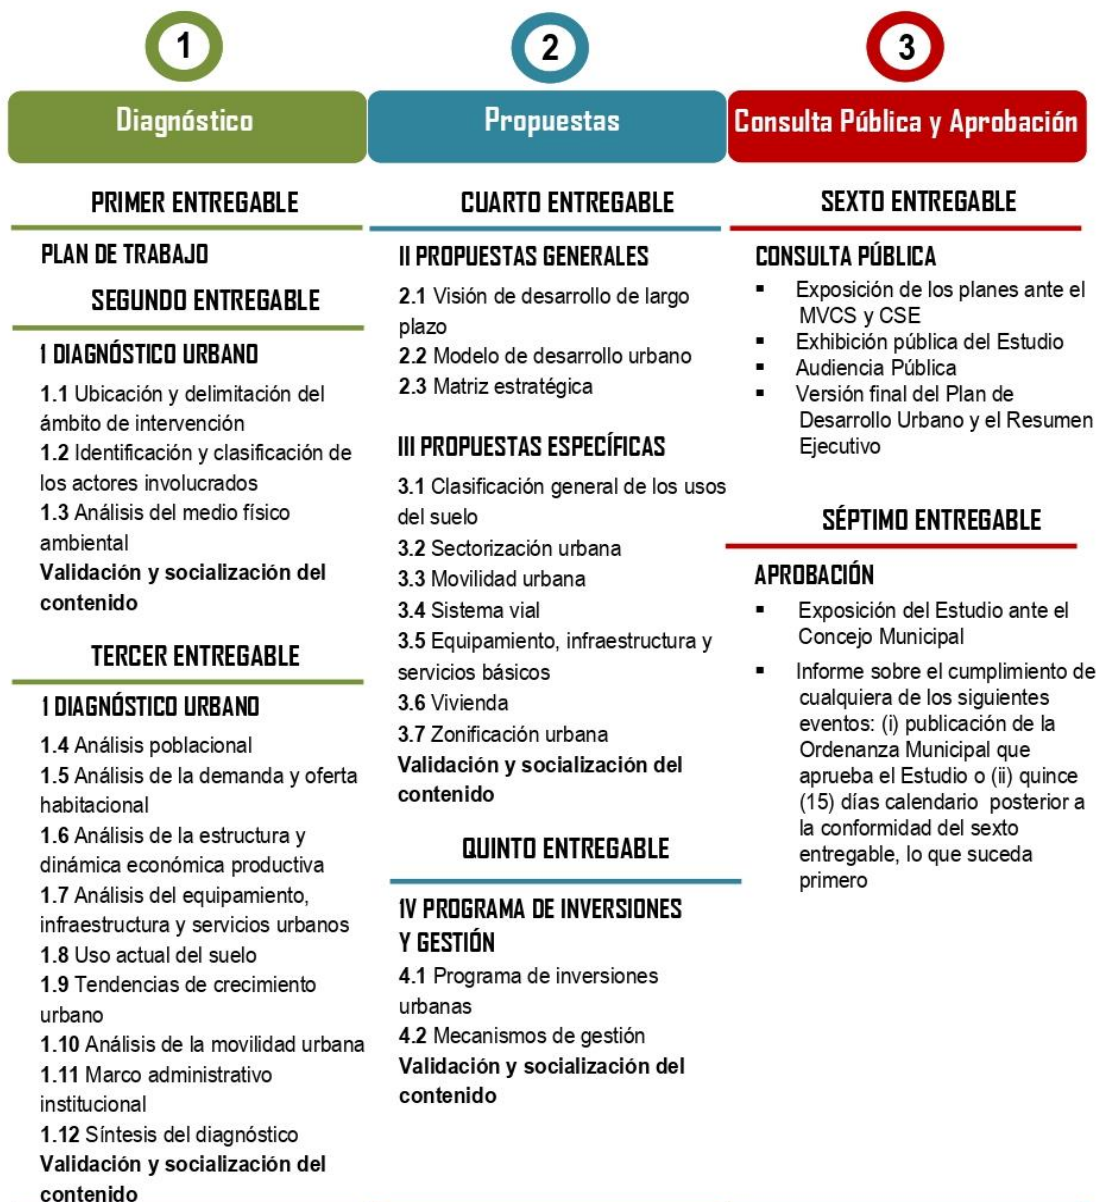 1
Diagnóstico
PRIMER ENTREGABLE
PLAN DE TRABAJO
SEGUNDO ENTREGABLE
1 DIAGNÓSTICO URBANO
1.1 Ubicación y delimitación del
ámbito de intervención
1.2 Identificación y clasificación de
los actores involucrados
1.3 Análisis del medio físico
ambiental
Validación y socialización del
contenido
TERCER ENTREGABLE
1 DIAGNÓSTICO URBANO
1.4 Análisis poblacional
1.5 Análisis de la demanda y oferta
habitacional
1.6 Análisis de la estructura y
dinámica económica productiva
1.7 Análisis del equipamiento,
infraestructura y servicios urbanos
1.8 Uso actual del suelo
1.9 Tendencias de crecimiento
urbano
1.10 Análisis de la movilidad urbana
1.11 Marco administrativo
institucional
1.12 Síntesis del diagnóstico
Validación y socialización del
contenido
2
Propuestas
CUARTO ENTREGABLE
II PROPUESTAS GENERALES
2.1 Visión de desarrollo de largo
plazo
2.2 Modelo de desarrollo urbano
2.3 Matriz estratégica
III PROPUESTAS ESPECÍFICAS
3.1 Clasificación general de los usos
del suelo
3.2 Sectorización urbana
3.3 Movilidad urbana
3.4 Sistema vial
3.5 Equipamiento, infraestructura y
servicios básicos
3.6 Vivienda
3.7 Zonificación urbana
Validación y socialización del
contenido
QUINTO ENTREGABLE
1V PROGRAMA DE INVERSIONES
Y GESTIÓN
4.1 Programa de inversiones
urbanas
4.2 Mecanismos de gestión
Validación y socialización del
contenido
3
Consulta Pública y Aprobación
SEXTO ENTREGABLE
CONSULTA PÚBLICA
▪ Exposición de los planes ante el
MVCS y CSE
▪ Exhibición pública del Estudio
▪ Audiencia Pública
▪ Versión final del Plan de
Desarrollo Urbano y el Resumen
Ejecutivo
SÉPTIMO ENTREGABLE
APROBACIÓN
▪ Exposición del Estudio ante el
Concejo Municipal
▪ Informe sobre el cumplimiento de
cualquiera de los siguientes
eventos: (i) publicación de la
Ordenanza Municipal que
aprueba el Estudio o (ii) quince
(15) días calendario posterior a
la conformidad del sexto
entregable, lo que suceda
primero